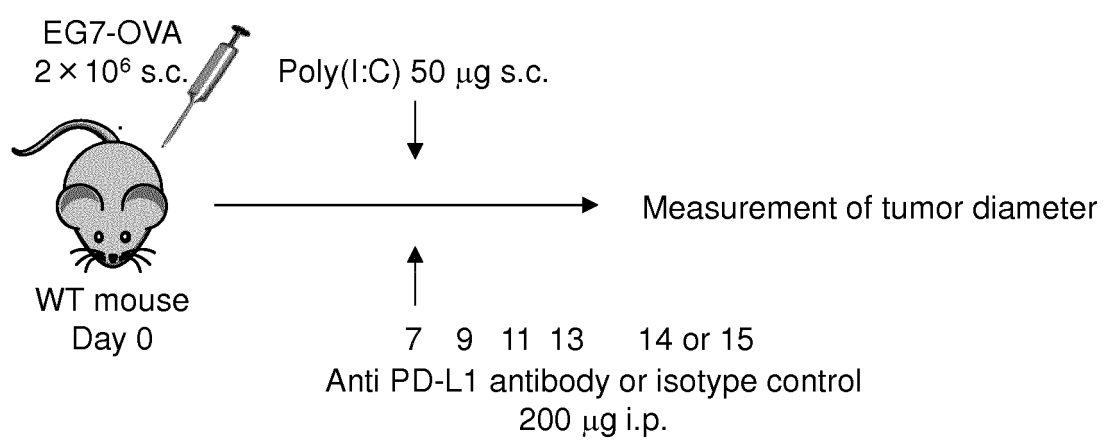 EG7-OVA
2 × 10⁶ s.c.
Poly(I:C) 50 μg s.c.
Measurement of tumor diameter
WT mouse
Day 0
7 9 11 13 14 or 15
Anti PD-L1 antibody or isotype control
200 μg i.p.